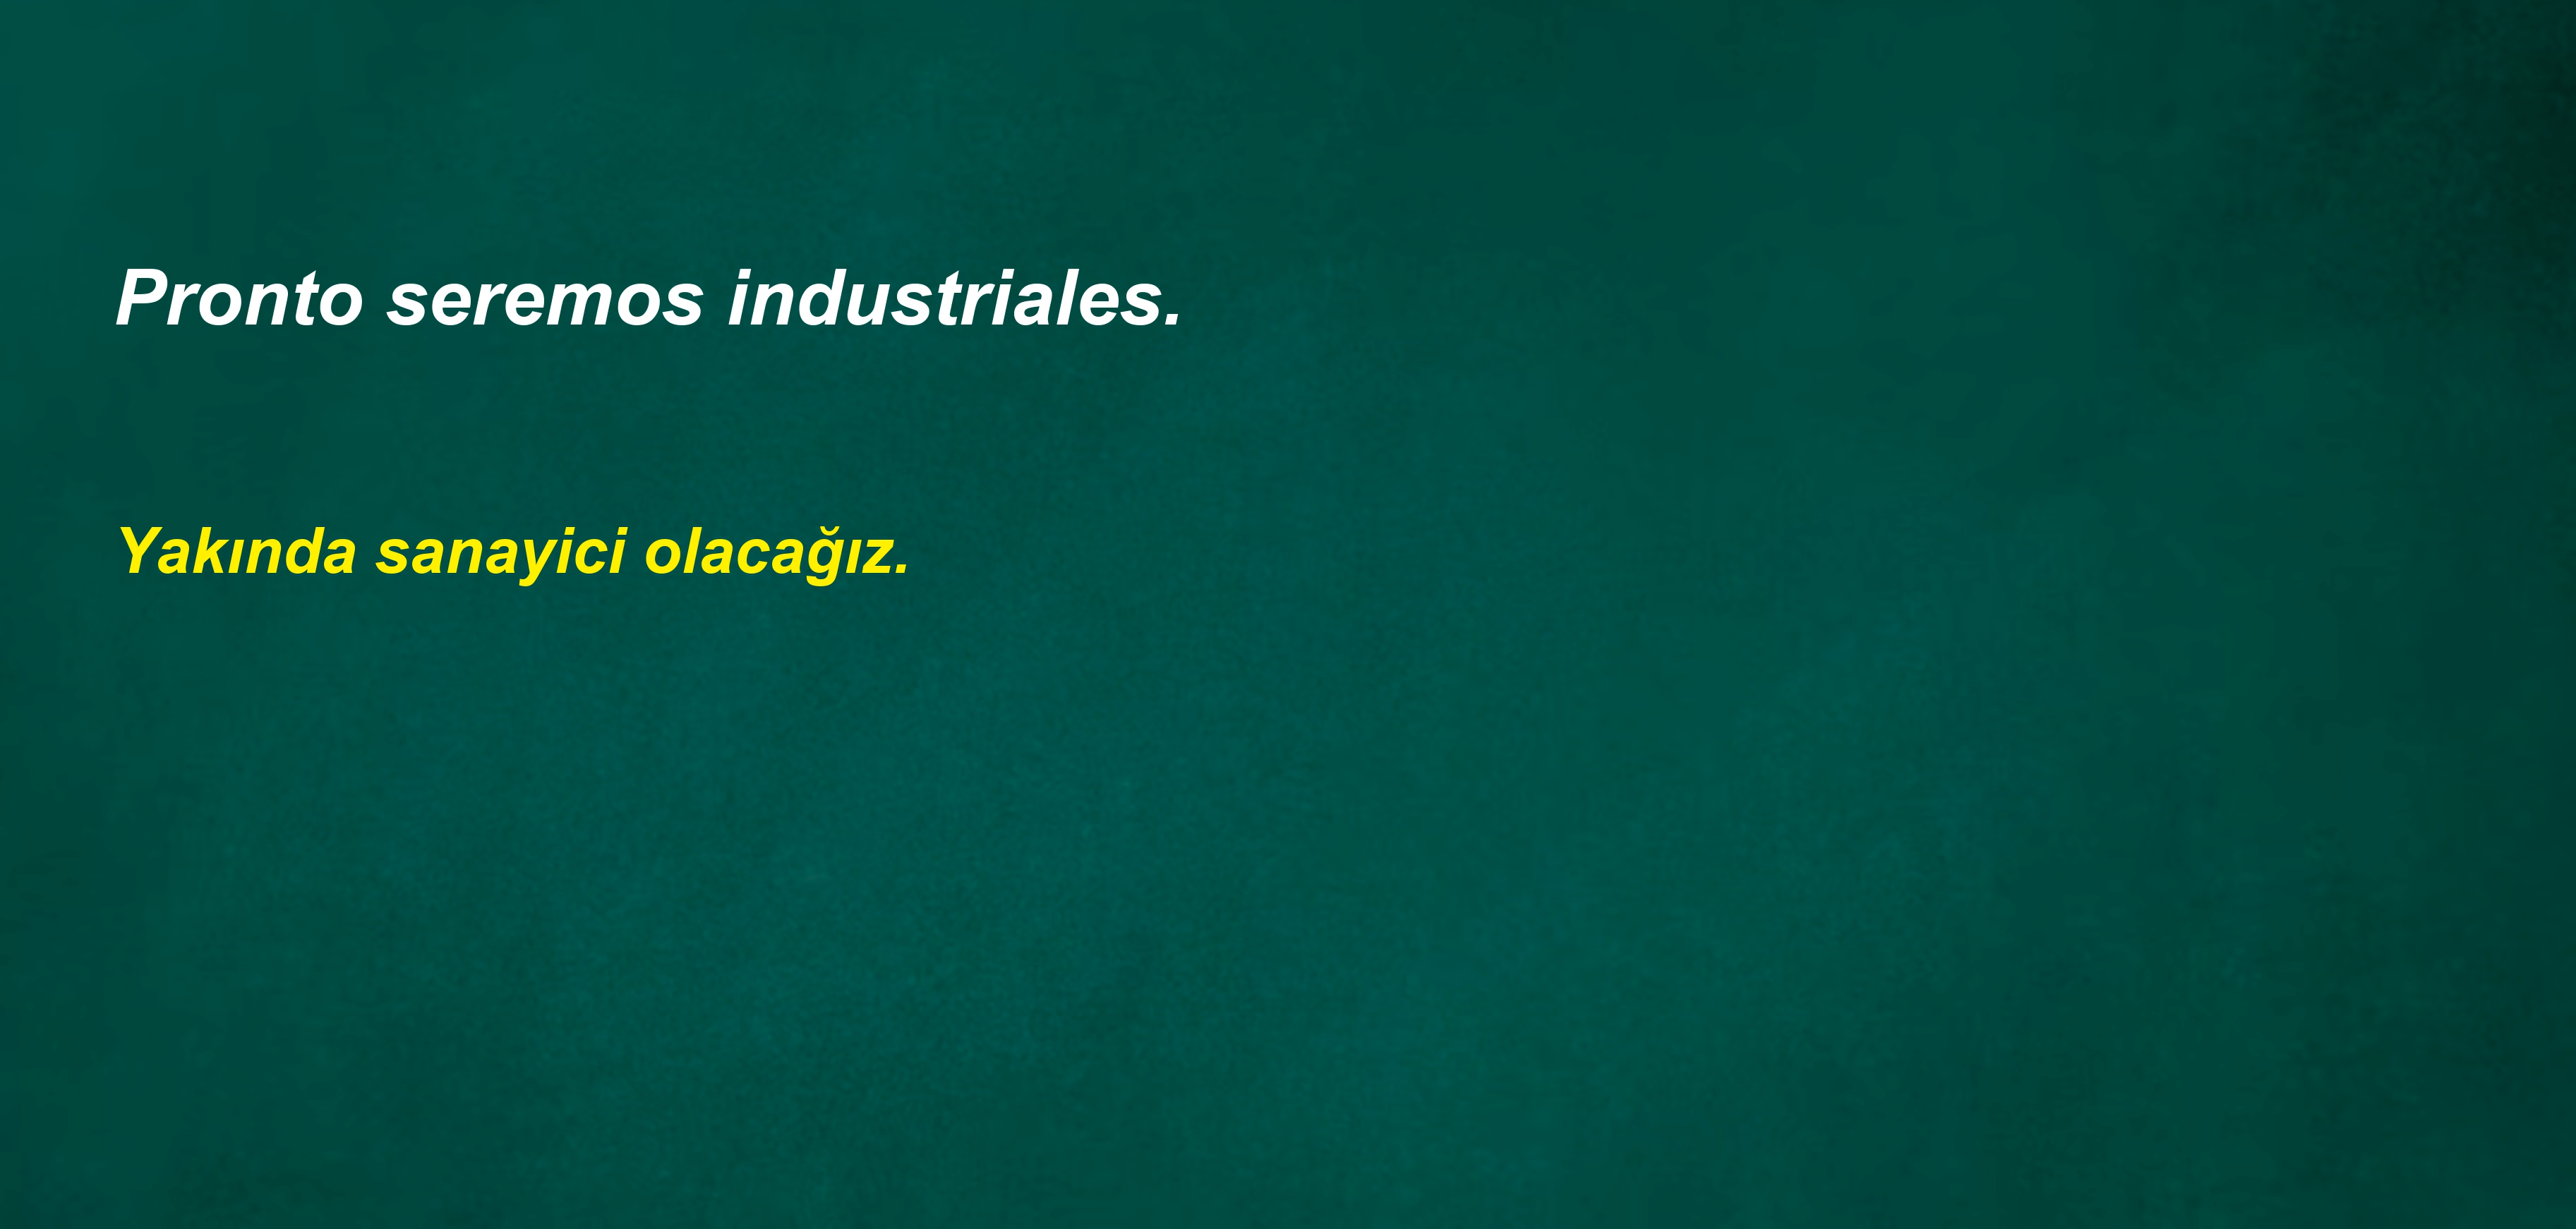 Pronto seremos industriales.
Yakında sanayici olacağız.